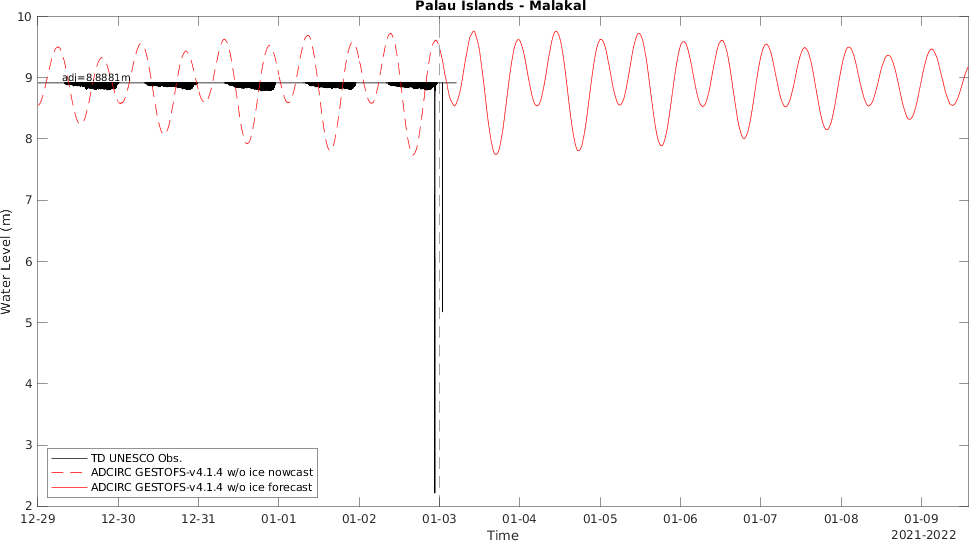 Palau Islands - Malakal
10
9
8
7
6
5
4
3
2
Water Level (m)
adj=8.8881m
TD UNESCO Obs.
ADCIRC GESTOFS-v4.1.4 w/o ice nowcast
ADCIRC GESTOFS-v4.1.4 w/o ice forecast
12-29 12-30 12-31 01-01 01-02 01-03 01-04 01-05 01-06 01-07 01-08 01-09
Time
2021-2022